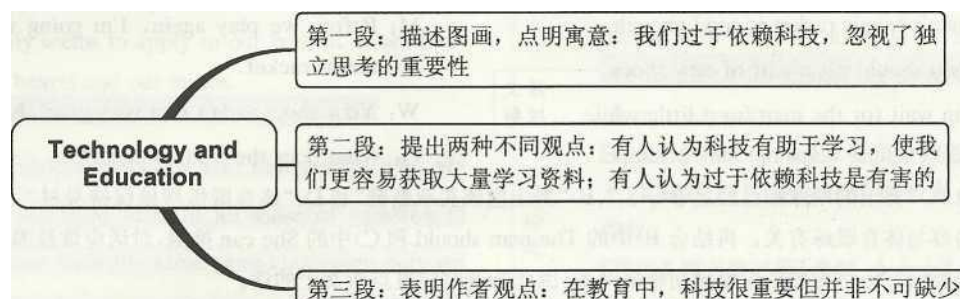 第一段：描述图画，点明寓意：我们过于依赖科技，忽视了独
立思考的重要性
Technology and
Education
第二段：提出两种不同观点：有人认为科技有助于学习，使我
们更容易获取大量学习资料；有人认为过于依赖科技是有害的
第三段：表明作者观点：在教育中，科技很重要但并非不可缺少